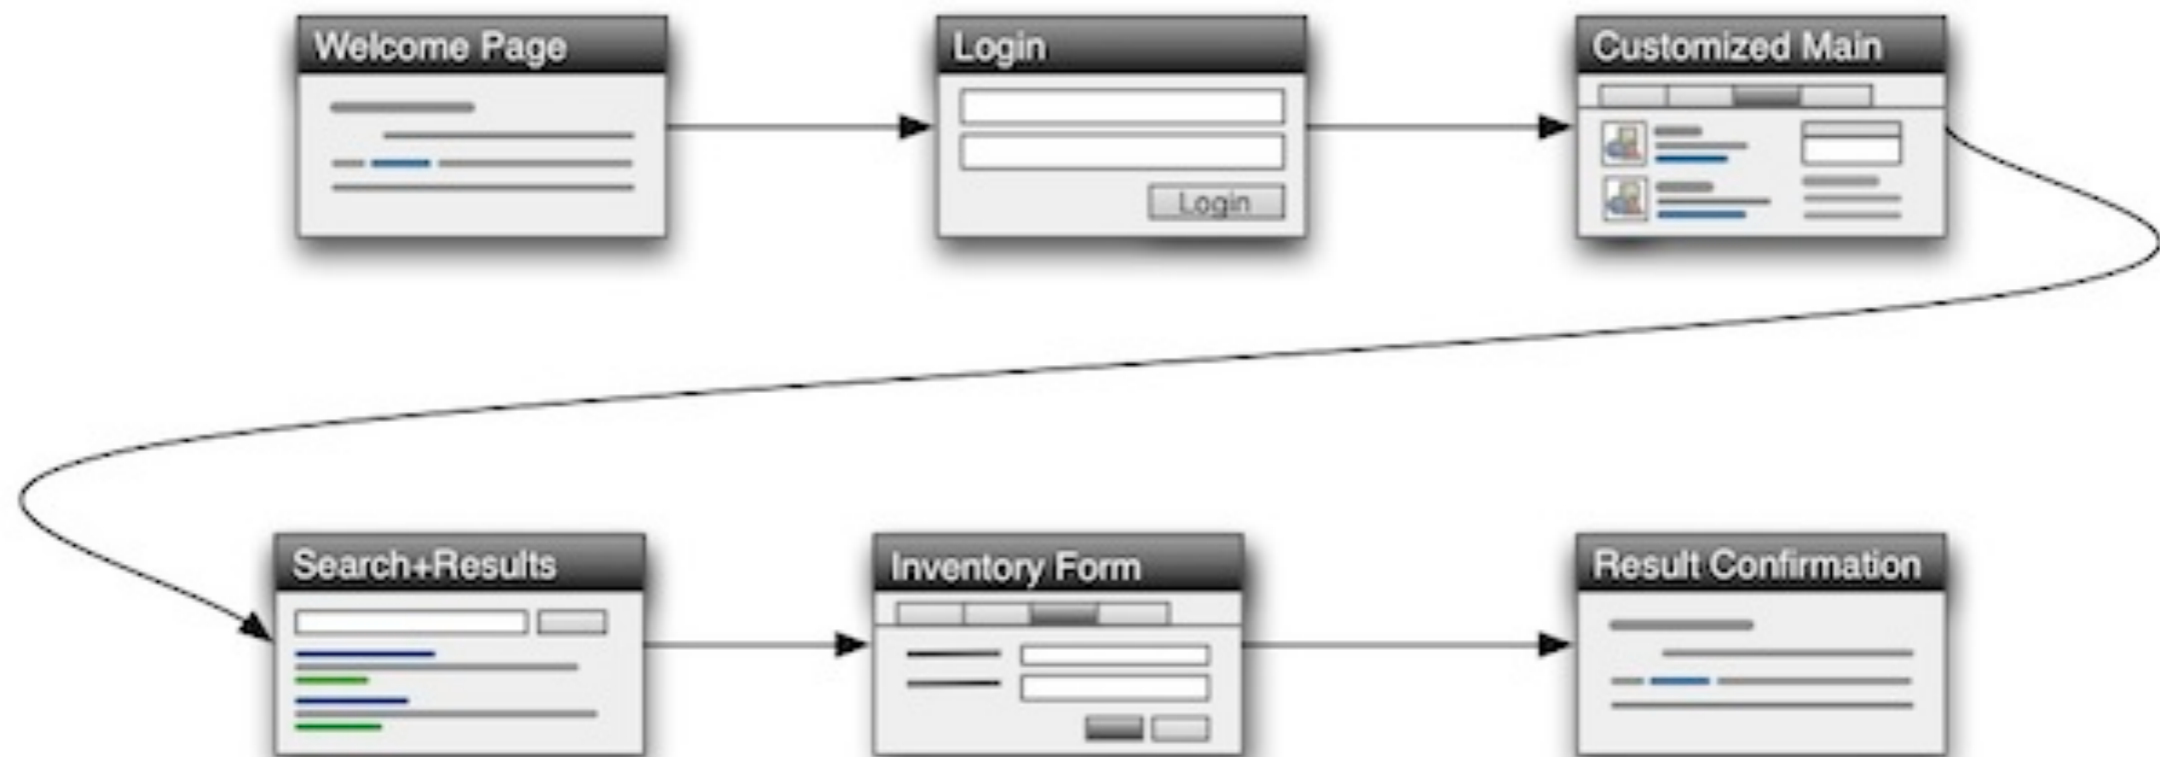 Welcome Page
Login
Customized Main
Login
Search+Results
Inventory Form
Result Confirmation